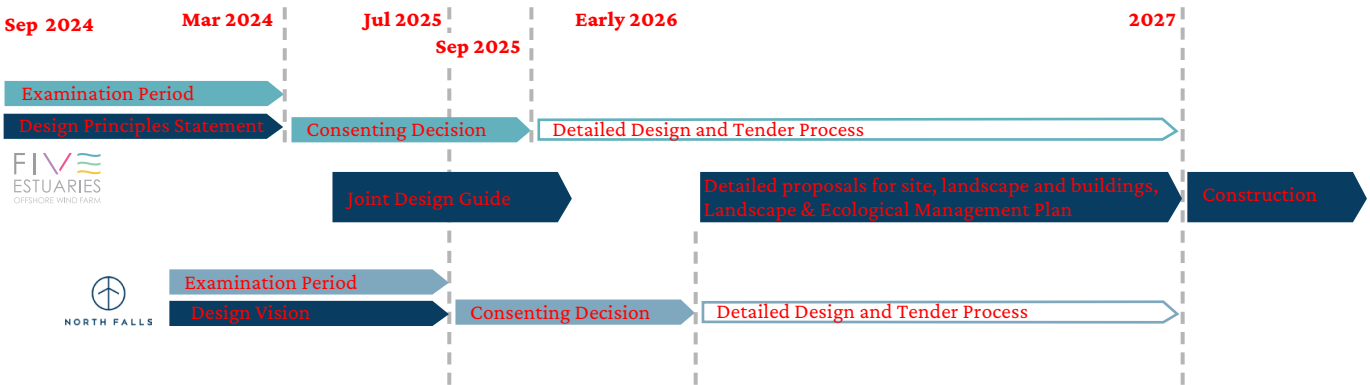 Sep 2024
Mar 2024
Jul 2025
Sep 2025
Early 2026
2027
Examination Period
Design Principles Statement
Consenting Decision
Detailed Design and Tender Process
FIVE
ESTUARIES
OFFSHORE WIND FARM
Joint Design Guide
Detailed proposals for site, landscape and buildings,
Landscape & Ecological Management Plan
Construction
NORTH FALLS
Examination Period
Design Vision
Consenting Decision
Detailed Design and Tender Process